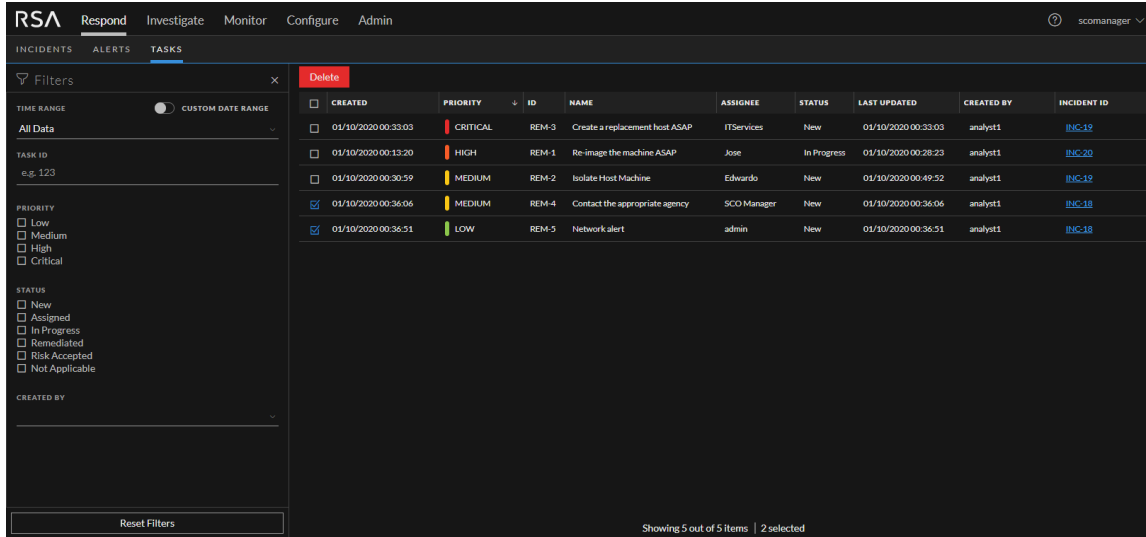 RSA Respond Investigate Monitor Configure Admin scomanager
INCIDENTS ALERTS TASKS
Filters
TIME RANGE CUSTOM DATE RANGE
All Data
TASK ID
e.g. 123
PRIORITY
Low
Medium
High
Critical
STATUS
New
Assigned
In Progress
Remediated
Risk Accepted
Not Applicable
CREATED BY
Reset Filters
Delete
CREATED PRIORITY ID NAME ASSIGNEE STATUS LAST UPDATED CREATED BY INCIDENT ID
01/10/2020 00:33:03 CRITICAL REM-3 Create a replacement host ASAP ITServices New 01/10/2020 00:33:03 analyst1 INC-19
01/10/2020 00:13:20 HIGH REM-1 Re-image the machine ASAP Jose In Progress 01/10/2020 00:28:23 analyst1 INC-20
01/10/2020 00:30:59 MEDIUM REM-2 Isolate Host Machine Edwardo New 01/10/2020 00:49:52 analyst1 INC-19
01/10/2020 00:36:06 MEDIUM REM-4 Contact the appropriate agency SCO Manager New 01/10/2020 00:36:06 analyst1 INC-18
01/10/2020 00:36:51 LOW REM-5 Network alert admin New 01/10/2020 00:36:51 analyst1 INC-18
Showing 5 out of 5 items | 2 selected